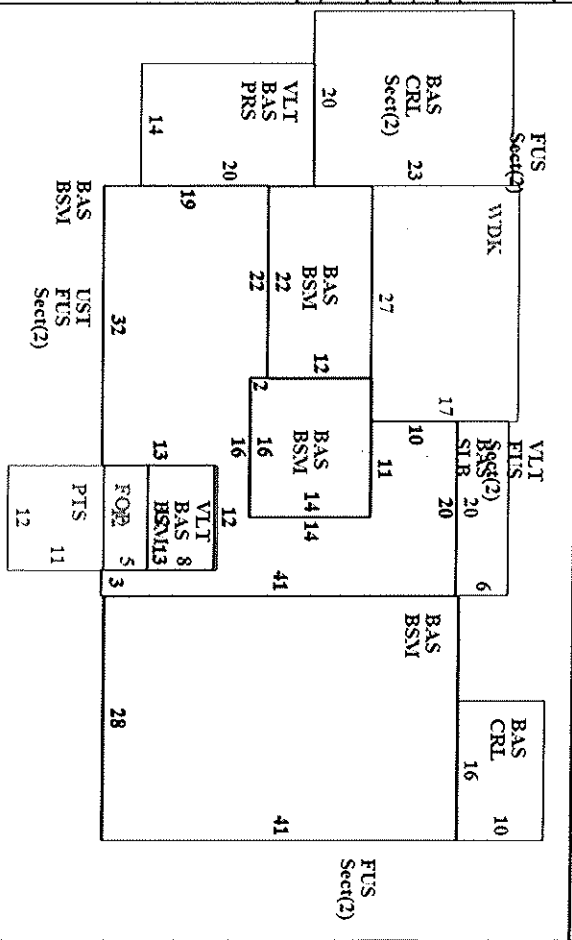 FUS
Sect(2)
BAS
CRL
Sect(2)
20
23
VLT
BAS
PRS
14
20
WDK
27
17
VLT
FUS
Sect(2)
BAS
SLB
20
6
10
20
BAS
BSM
22
12
22
19
BAS
BSM
11
2
16
14
14
16
BAS
BSM
UST
FUS
Sect(2)
32
13
12
VLT
BAS
BSM
13
8
5
3
PTS
12
11
41
BAS
BSM
28
41
BAS
CRL
16
10
FUS
Sect(2)